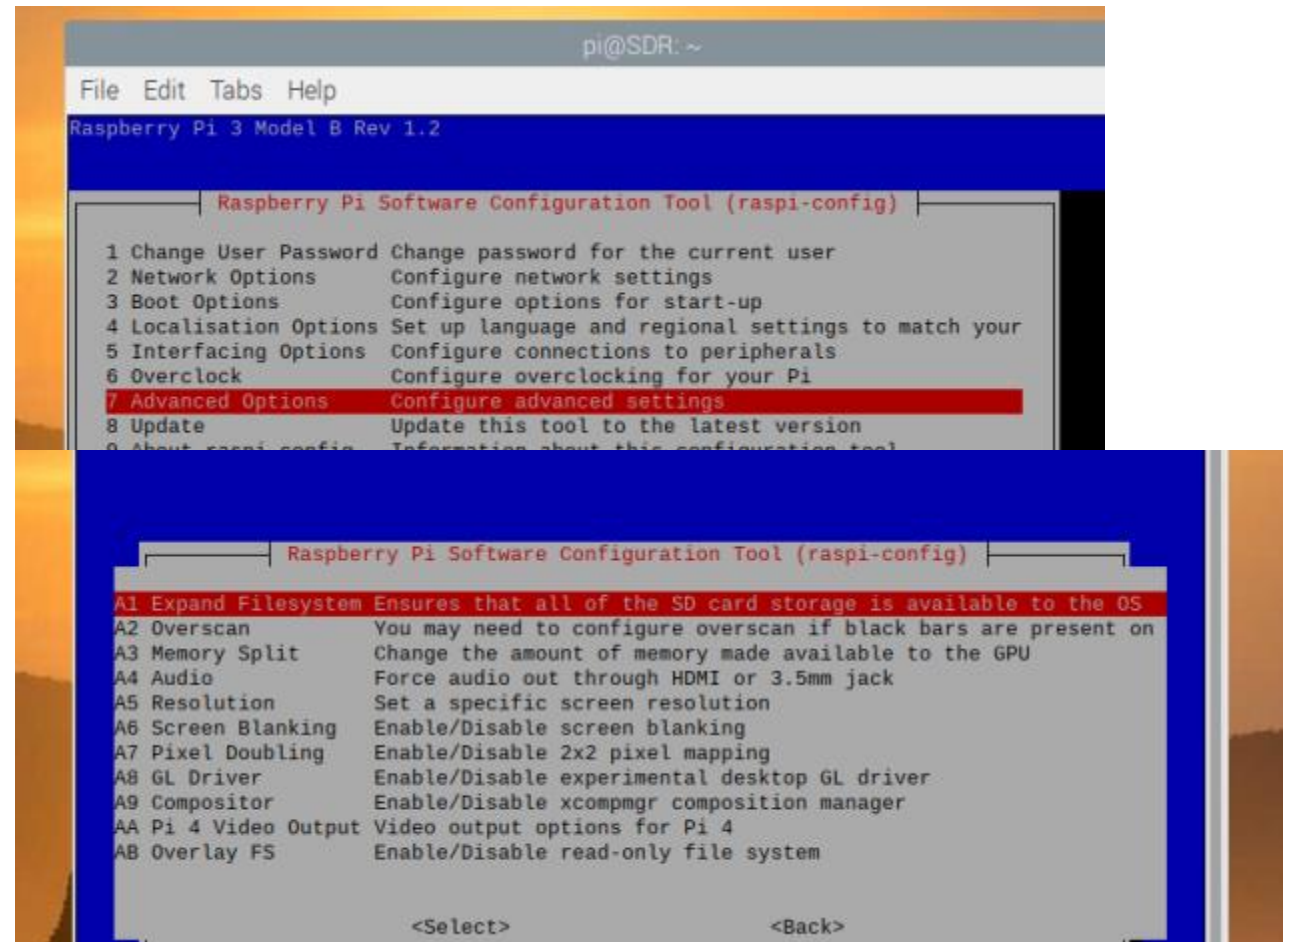 pi@SDR: ~
File Edit Tabs Help
Raspberry Pi 3 Model B Rev 1.2
Raspberry Pi Software Configuration Tool (raspi-config)
1 Change User Password Change password for the current user
2 Network Options Configure network settings
3 Boot Options Configure options for start-up
4 Localisation Options Set up language and regional settings to match your
5 Interfacing Options Configure connections to peripherals
6 Overclock Configure overclocking for your Pi
7 Advanced Options Configure advanced settings
8 Update Update this tool to the latest version
9 About raspi-config Information about this configuration tool
Raspberry Pi Software Configuration Tool (raspi-config)
A1 Expand Filesystem Ensures that all of the SD card storage is available to the OS
A2 Overscan You may need to configure overscan if black bars are present on
A3 Memory Split Change the amount of memory made available to the GPU
A4 Audio Force audio out through HDMI or 3.5mm jack
A5 Resolution Set a specific screen resolution
A6 Screen Blanking Enable/Disable screen blanking
A7 Pixel Doubling Enable/Disable 2x2 pixel mapping
A8 GL Driver Enable/Disable experimental desktop GL driver
A9 Compositor Enable/Disable xcompmgr composition manager
AA Pi 4 Video Output Video output options for Pi 4
AB Overlay FS Enable/Disable read-only file system
<Select> <Back>